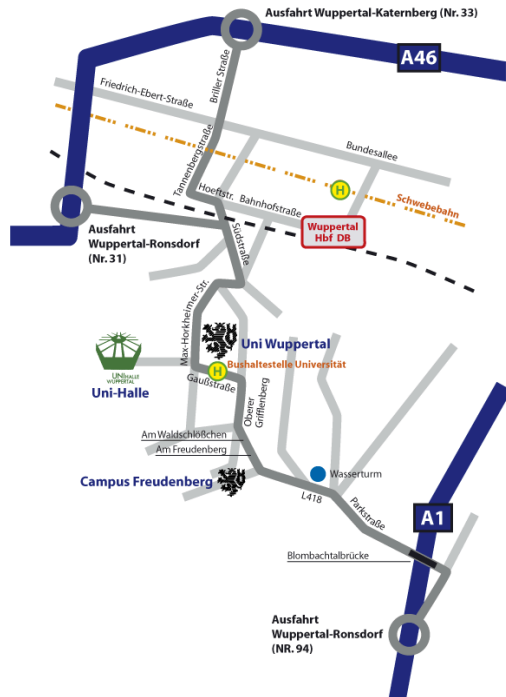 Ausfahrt Wuppertal-Katernberg (Nr. 33)
A46
Briller Straße
Friedrich-Ebert-Straße
Bundesallee
Tannenbergstraße
H
Schwebebahn
Hoeftstr.
Bahnhofstraße
Ausfahrt
Wuppertal-Ronsdorf
(Nr. 31)
Südstraße
Wuppertal
Hbf DB
Max-Horkheimer-Str.
Uni Wuppertal
Bushaltestelle Universität
H
UNIHALLE
WUPPERTAL
Uni-Halle
Gaußstraße
Oberer
Grifflenberg
Am Waldschlößchen
Am Freudenberg
Campus Freudenberg
Wasserturm
L418
Parkstraße
A1
Blombachtalbrücke
Ausfahrt
Wuppertal-Ronsdorf
(NR. 94)